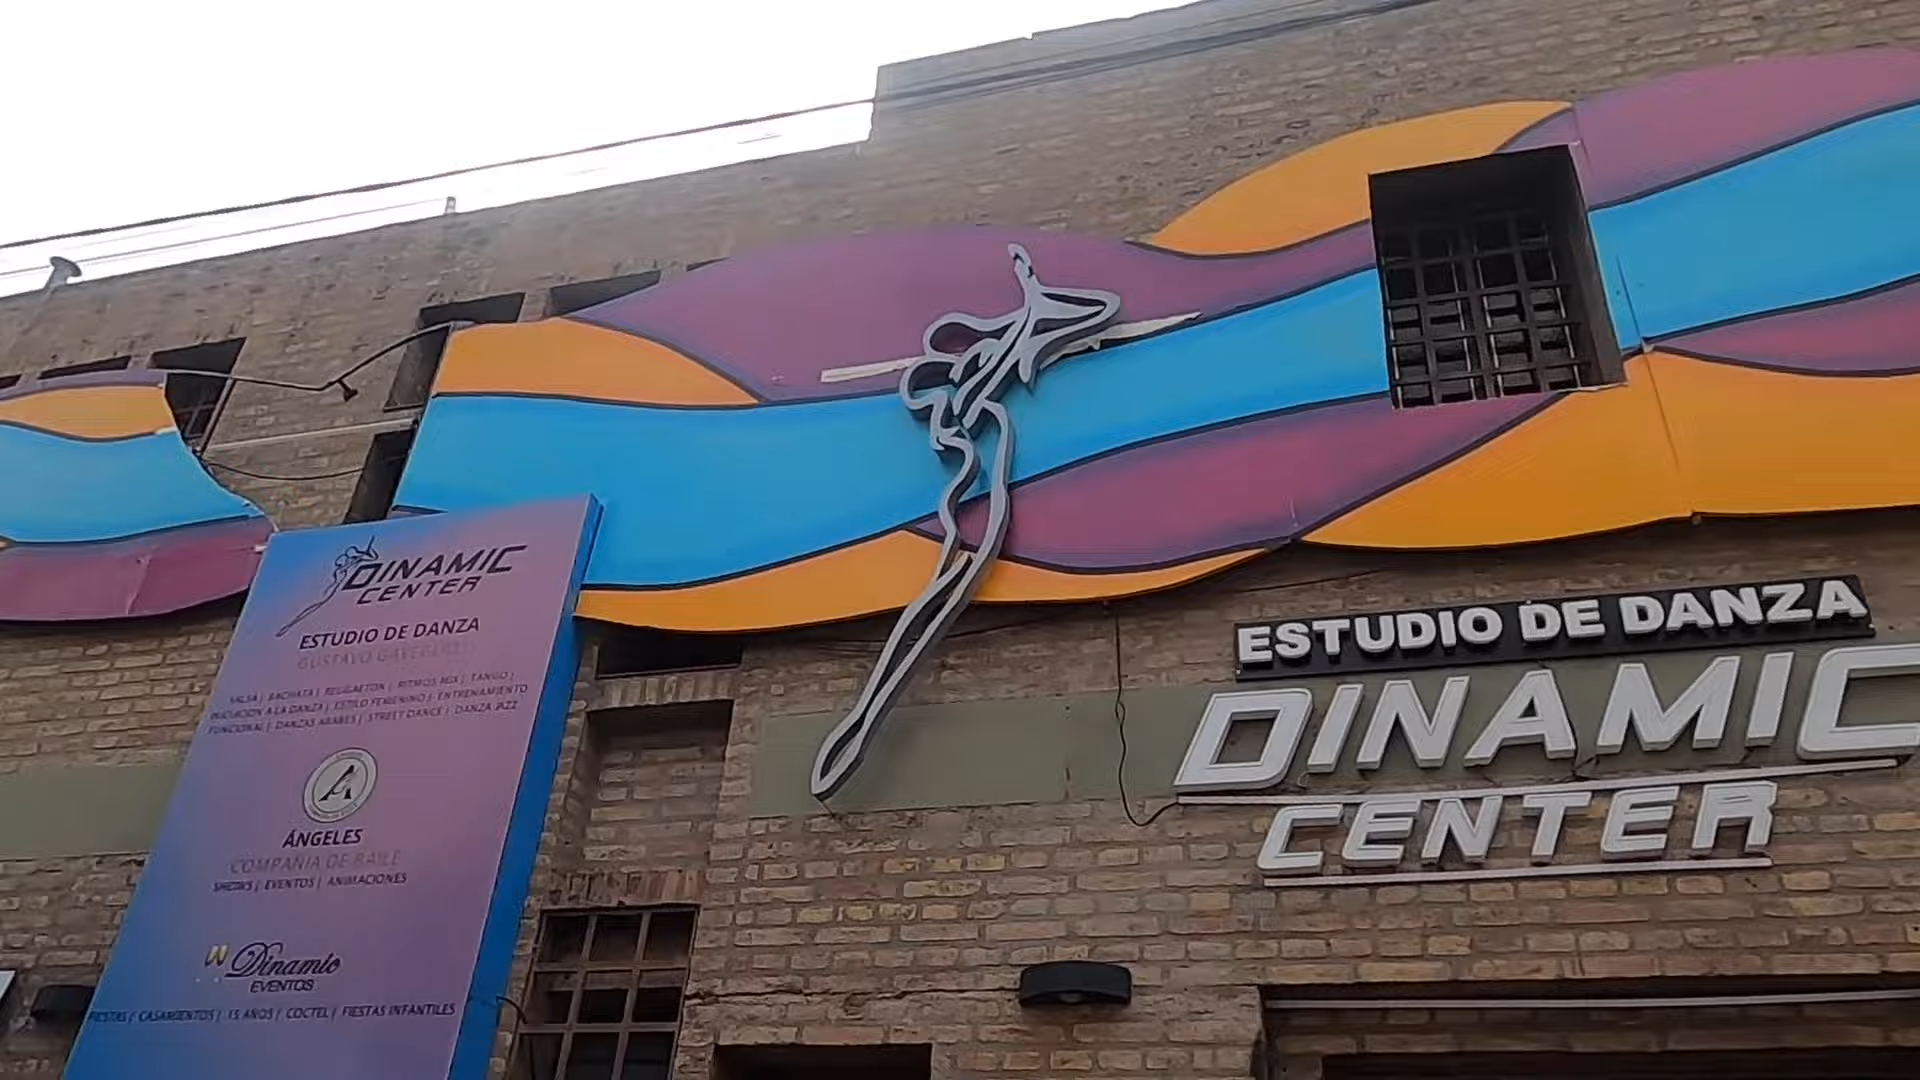 DINAMIC
CENTER
ESTUDIO DE DANZA
GUSTAVO
SALSA | BACHATA | REGGAETON | RITMOS MIX | TANGO |
INICIACION A LA DANZA | ESTILO FEMENINO | ENTRENAMIENTO
FUNCIONAL | DANZAS ARABES | STREET DANCE | DANZA JAZZ
ÁNGELES
COMPAÑIA DE BAILE
SHOWS | EVENTOS | ANIMACIONES
Dinamic
EVENTOS
FIESTAS | CASAMIENTOS | 15 AÑOS | COCTEL | FIESTAS INFANTILES
ESTUDIO DE DANZA
DINAMIC
CENTER